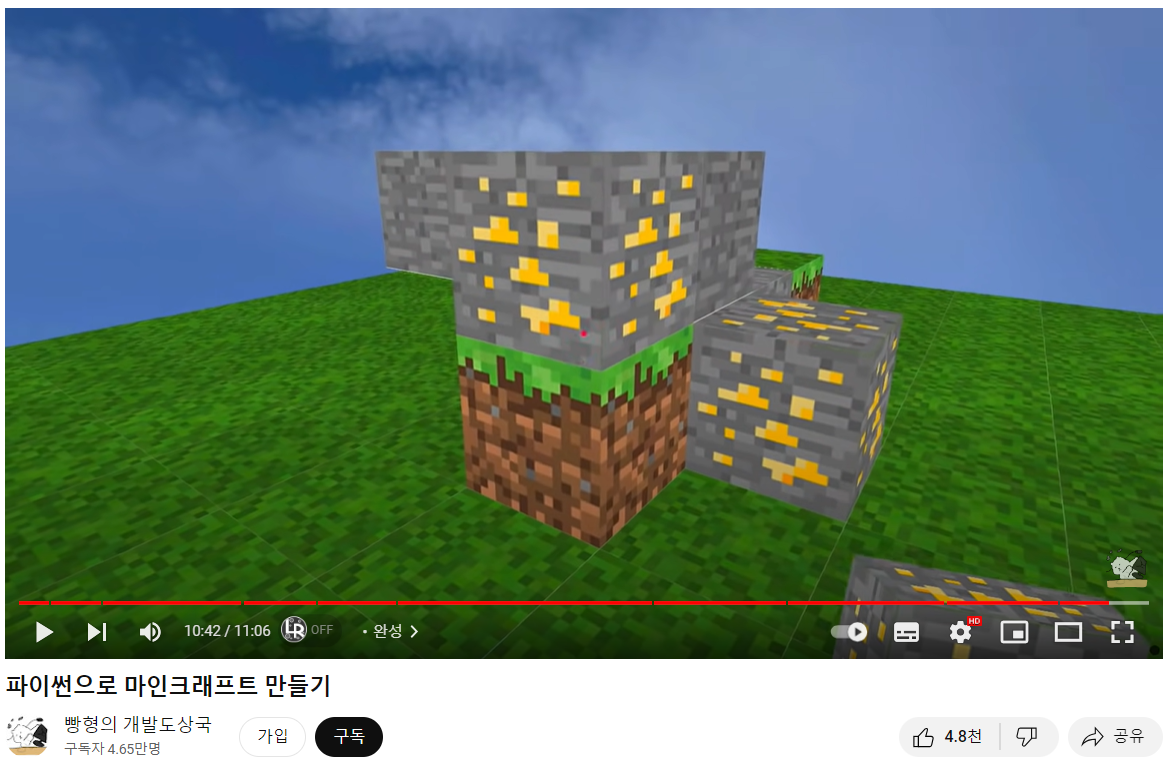 10:42 / 11:06
LR OFF
• 완성
HD
파이썬으로 마인크래프트 만들기
빵형의 개발도상국
구독자 4.65만명
가입
구독
4.8천
공유